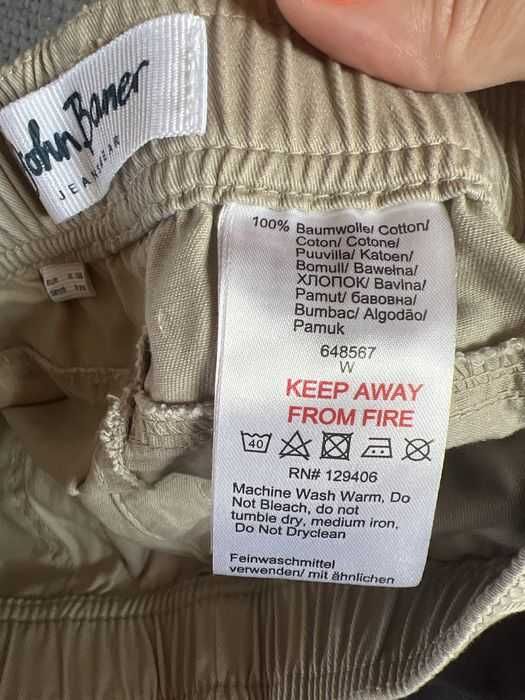 John Baner
JEANSWEAR
100% Baumwolle/ Cotton/
Coton/ Cotone/
Puuvilla/ Katoen/
Bomull/ Bawełna/
ХЛОПОК/ Bavlna/
Pamut/ бавовна/
Bumbac/ Algodão/
Pamuk
648567
W
KEEP AWAY
FROM FIRE
40
RN# 129406
Machine Wash Warm, Do
Not Bleach, do not
tumble dry, medium iron,
Do Not Dryclean
Feinwaschmittel
verwenden/ mit ähnlichen